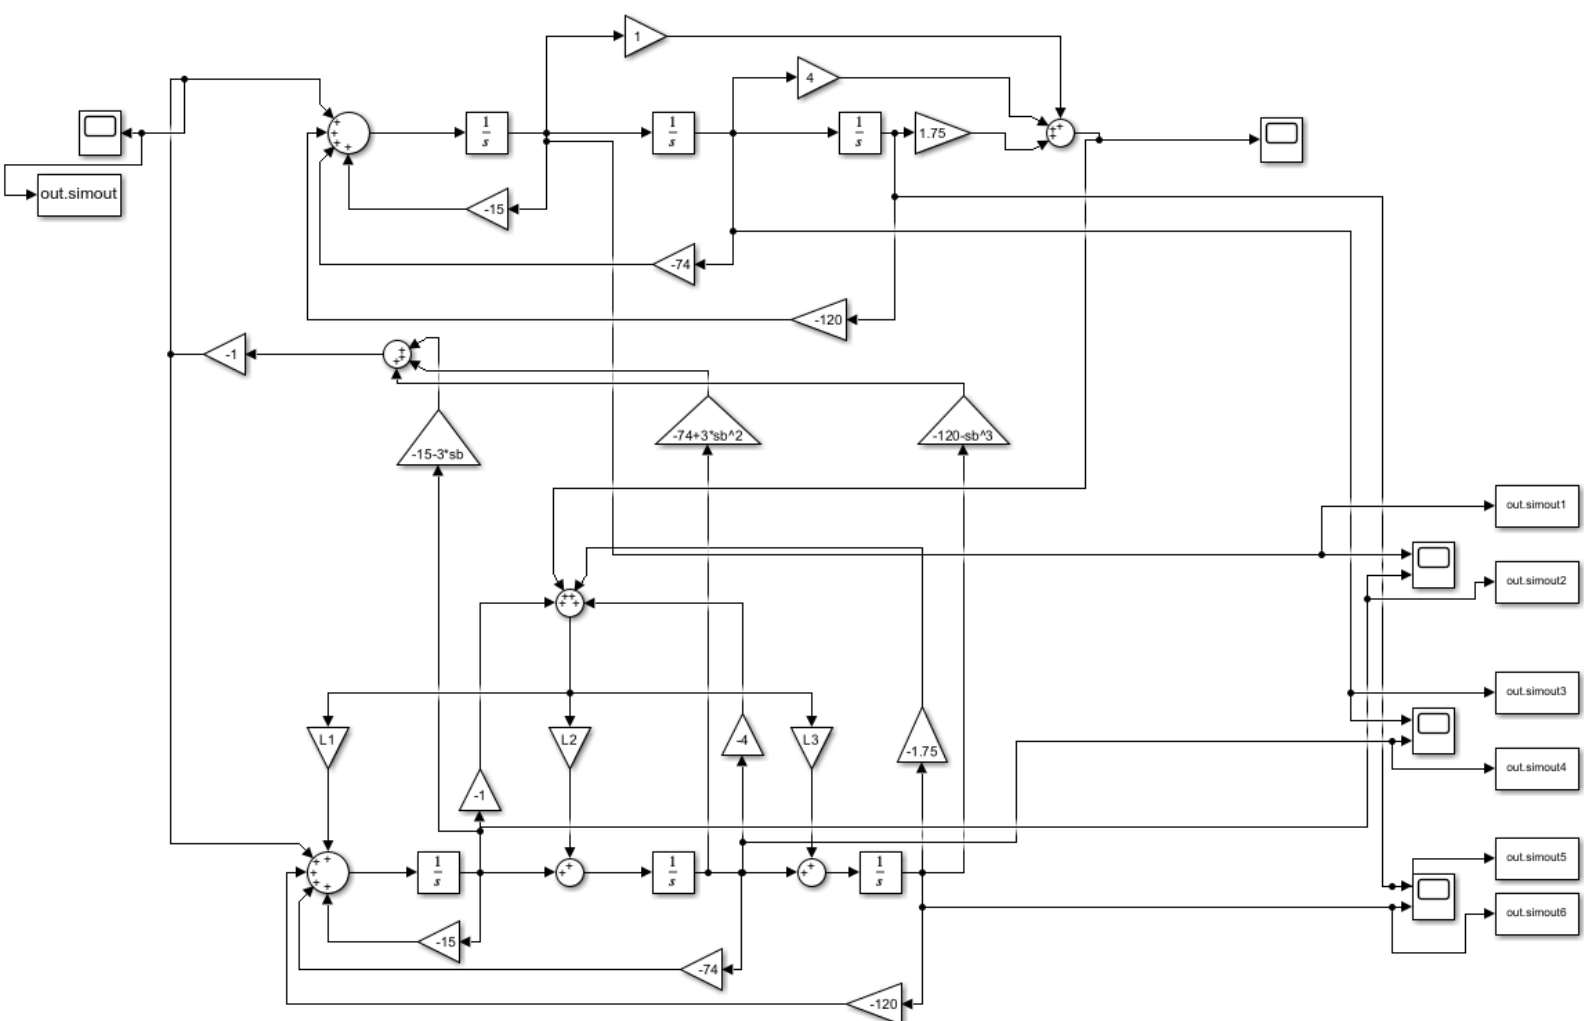 1
4
+
+
+
+
1
s
1
s
1
s
1.75
+
+
+
out.simout
-15
-74
-120
-1
+
+
+
-15-3*sb
-74+3*sb^2
-120-sb^3
out.simout1
out.simout2
+ +
+ +
out.simout3
L1
L2
-4
L3
-1.75
out.simout4
-1
+
+
+
+
+
1
s
+
+
1
s
+
+
1
s
out.simout5
out.simout6
-15
-74
-120